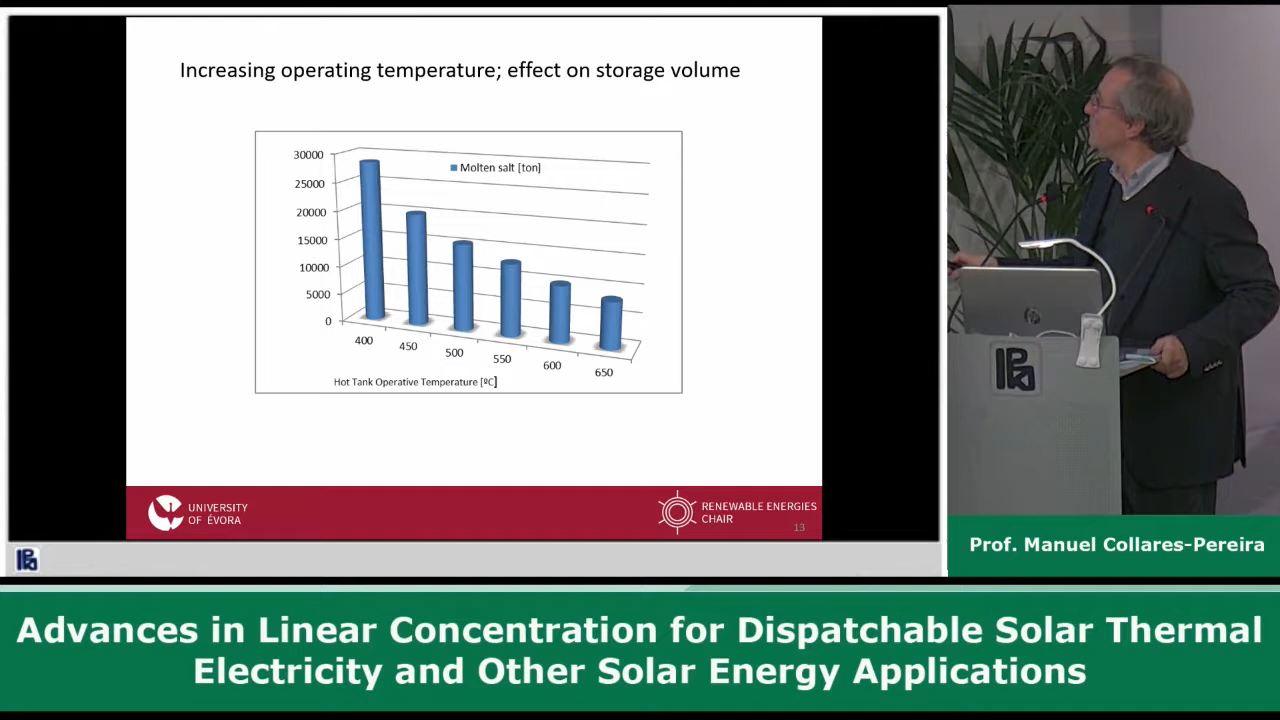 Increasing operating temperature; effect on storage volume
Molten salt [ton]
30000
25000
20000
15000
10000
5000
0
400
450
500
550
600
650
Hot Tank Operative Temperature [ºC]
UNIVERSITY
OF ÉVORA
RENEWABLE ENERGIES
CHAIR
13
hp
Prof. Manuel Collares-Pereira
Advances in Linear Concentration for Dispatchable Solar Thermal
Electricity and Other Solar Energy Applications